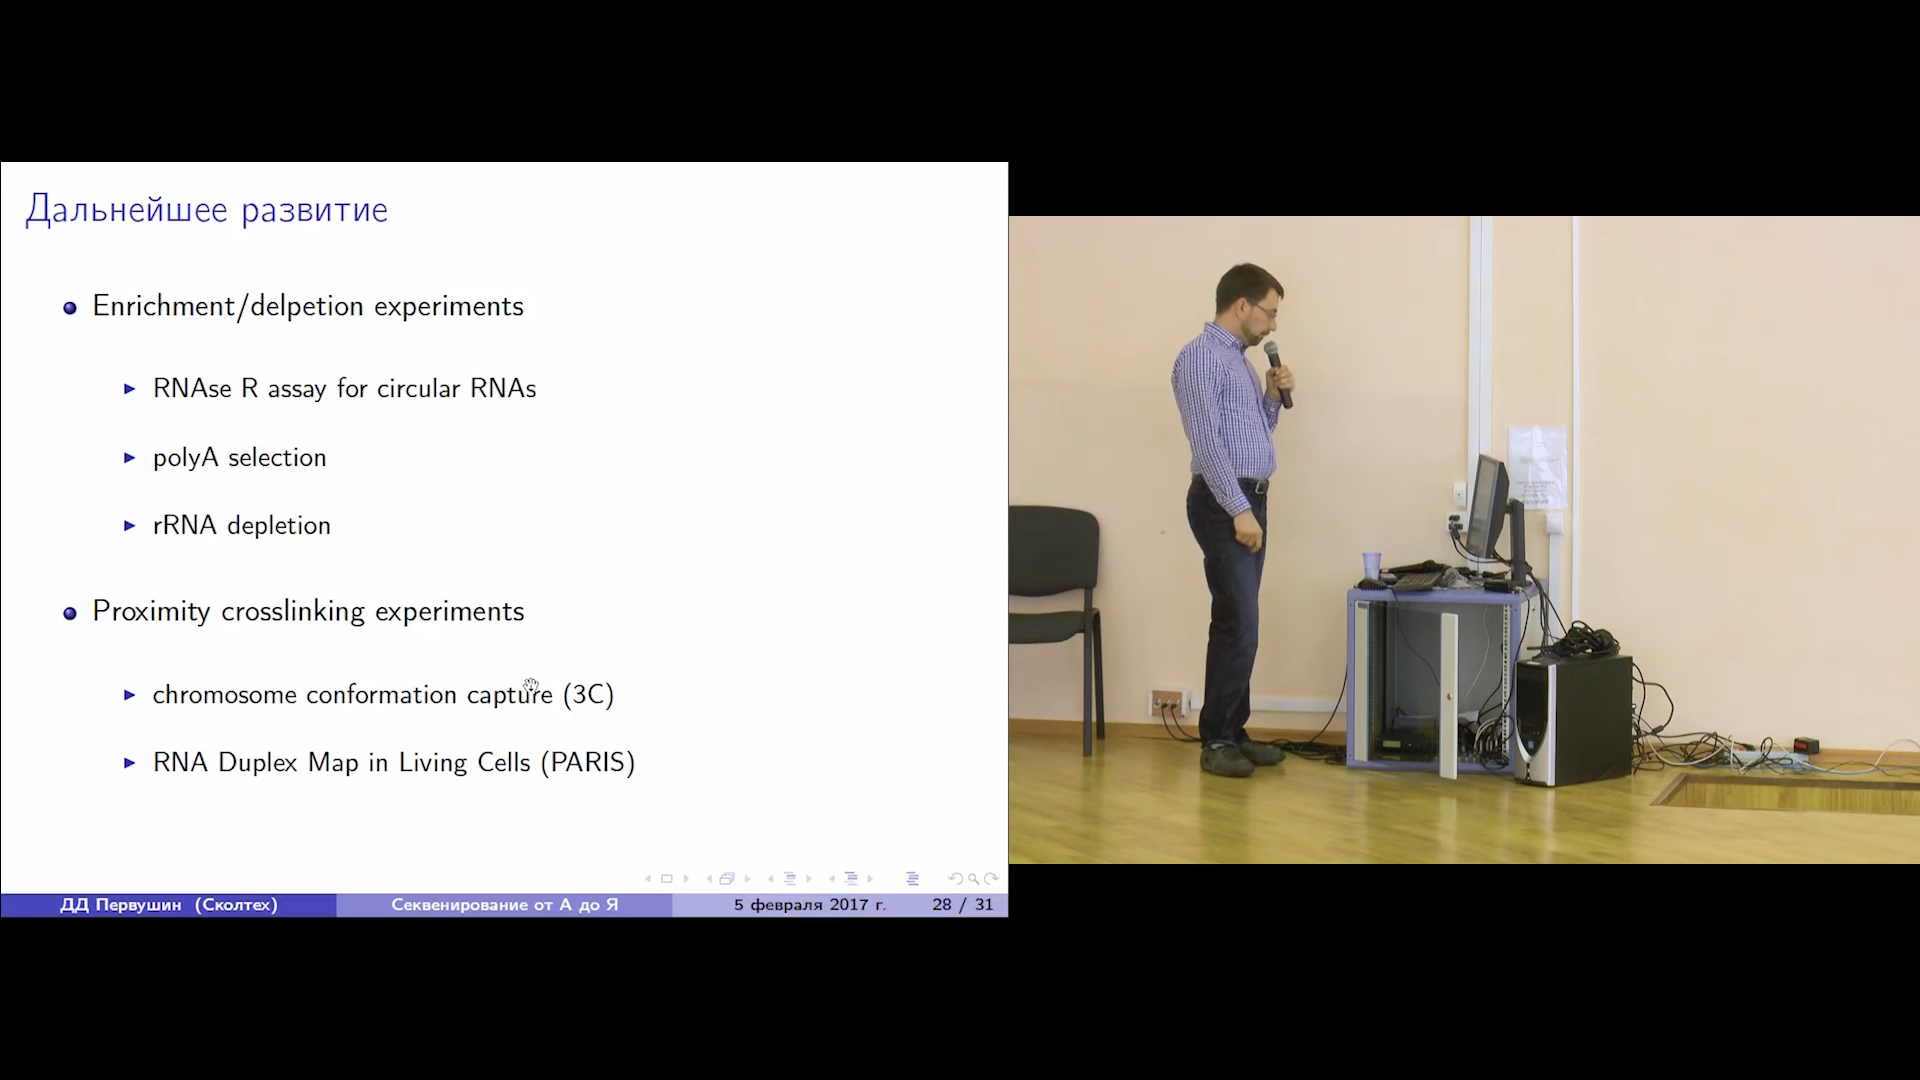 Дальнейшее развитие
Enrichment/delpetion experiments
RNAse R assay for circular RNAs
polyA selection
rRNA depletion
Proximity crosslinking experiments
chromosome conformation capture (3C)
RNA Duplex Map in Living Cells (PARIS)
ДД Первушин (Сколтех) Секвенирование от А до Я 5 февраля 2017 г. 28 / 31